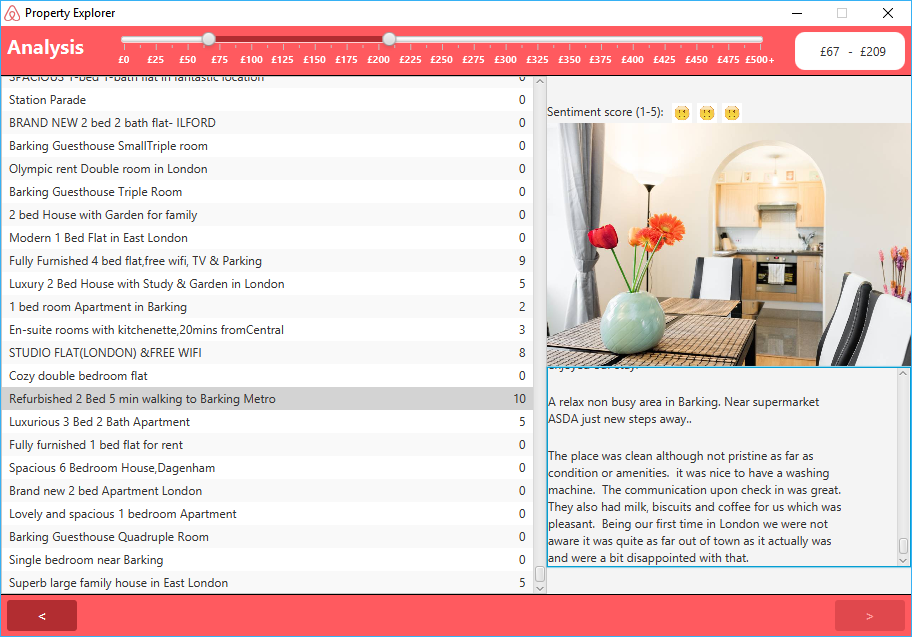 Property Explorer
Analysis
£0 £25 £50 £75 £100 £125 £150 £175 £200 £225 £250 £275 £300 £325 £350 £375 £400 £425 £450 £475 £500+
£67 - £209
SPACIOUS 1-bed 1-bath flat in fantastic location 0
Station Parade 0
BRAND NEW 2 bed 2 bath flat- ILFORD 0
Barking Guesthouse SmallTriple room 0
Olympic rent Double room in London 0
Barking Guesthouse Triple Room 0
2 bed House with Garden for family 0
Modern 1 Bed Flat in East London 0
Fully Furnished 4 bed flat,free wifi, TV & Parking 9
Luxury 2 Bed House with Study & Garden in London 5
1 bed room Apartment in Barking 2
En-suite rooms with kitchenette,20mins fromCentral 3
STUDIO FLAT(LONDON) &FREE WIFI 8
Cozy double bedroom flat 0
Refurbished 2 Bed 5 min walking to Barking Metro 10
Luxurious 3 Bed 2 Bath Apartment 5
Fully furnished 1 bed flat for rent 0
Spacious 6 Bedroom House,Dagenham 0
Brand new 2 bed Apartment London 0
Lovely and spacious 1 bedroom Apartment 0
Barking Guesthouse Quadruple Room 0
Single bedroom near Barking 0
Superb large family house in East London 5
Sentiment score (1-5):
enjoyed our stay.
A relax non busy area in Barking. Near supermarket
ASDA just new steps away..
The place was clean although not pristine as far as
condition or amenities.  it was nice to have a washing
machine.  The communication upon check in was great.
They also had milk, biscuits and coffee for us which was
pleasant.  Being our first time in London we were not
aware it was quite as far out of town as it actually was
and were a bit disappointed with that.
< >